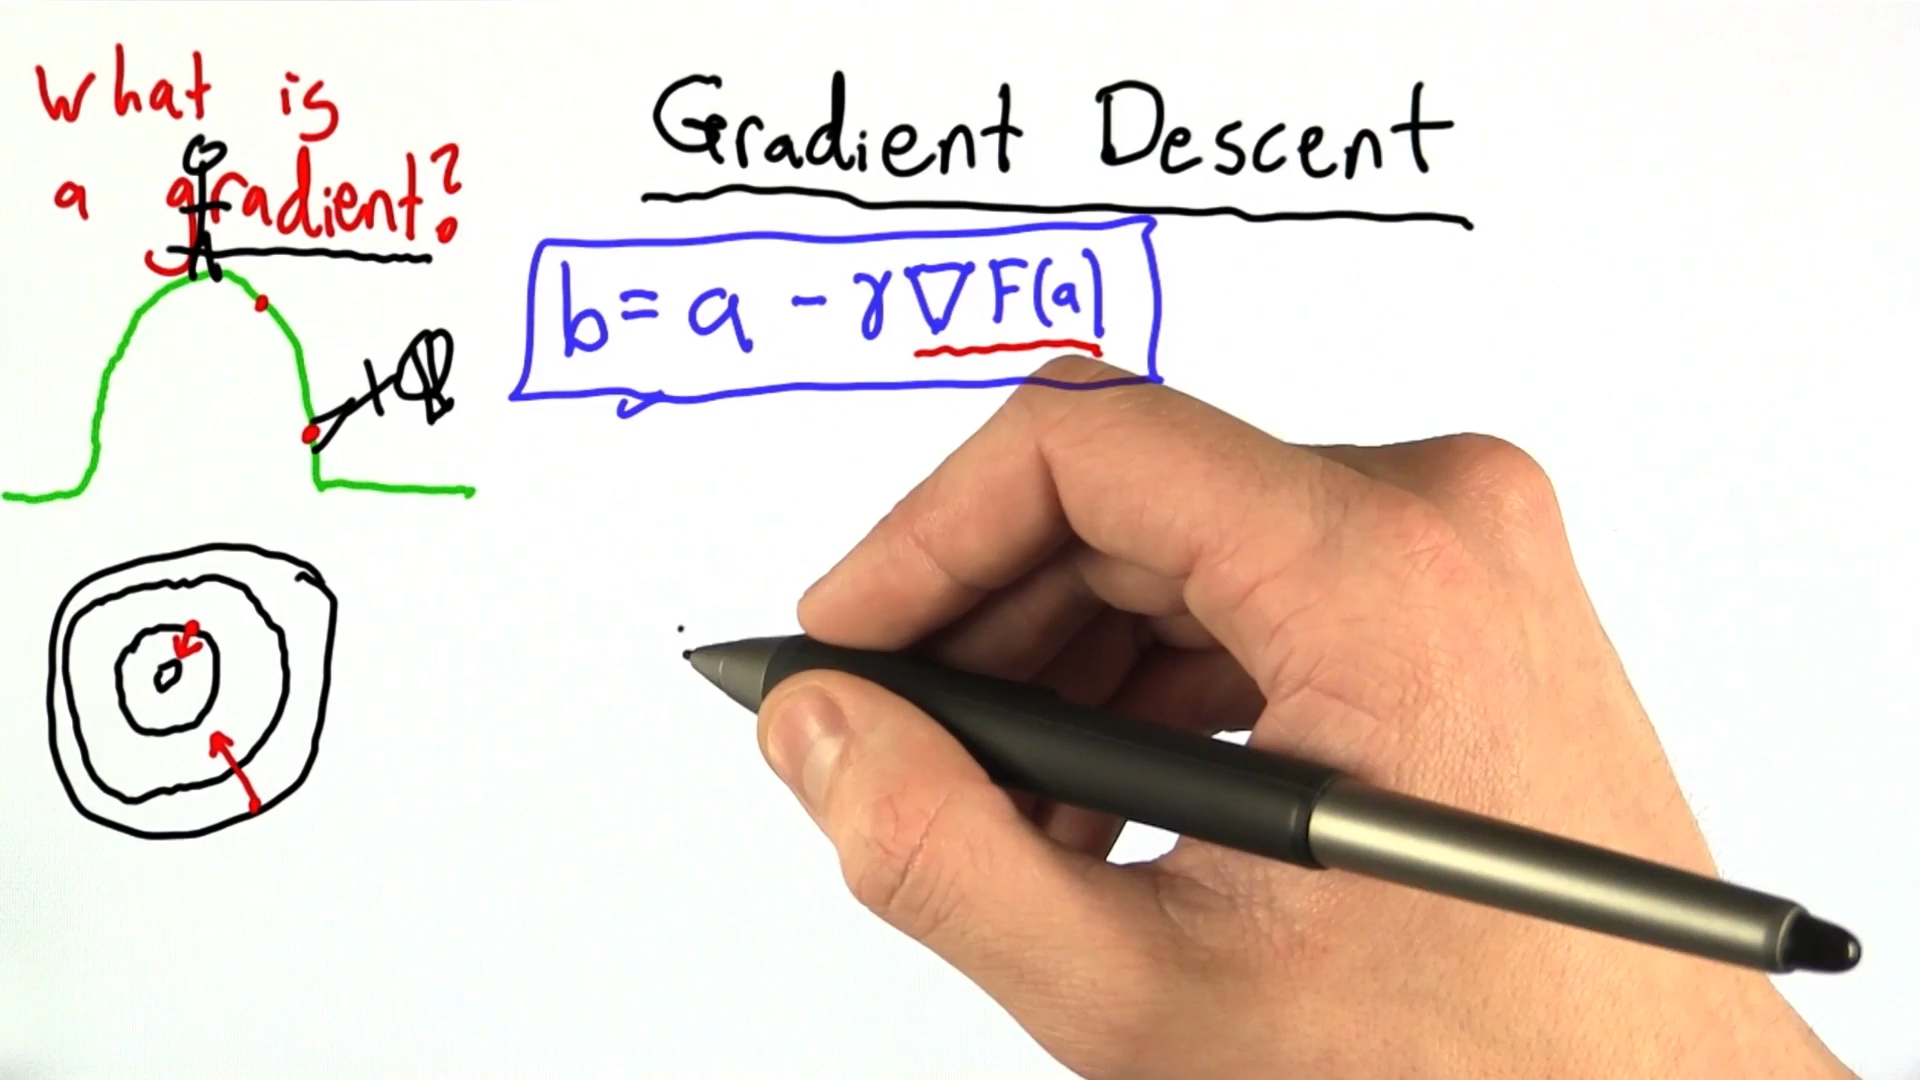 What is
a gradient?
Gradient Descent
b = a - γ∇F(a)